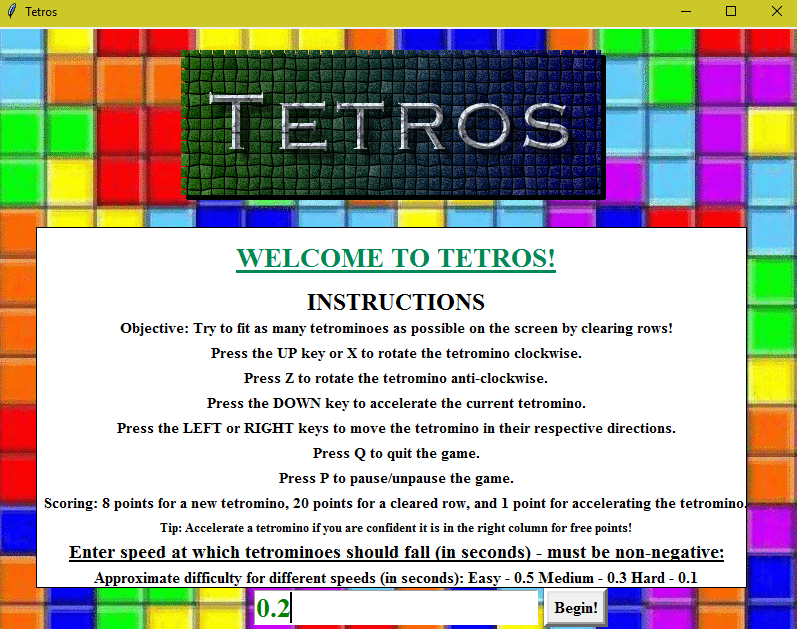 Tetros
TETROS
WELCOME TO TETROS!
INSTRUCTIONS
Objective: Try to fit as many tetrominoes as possible on the screen by clearing rows!
Press the UP key or X to rotate the tetromino clockwise.
Press Z to rotate the tetromino anti-clockwise.
Press the DOWN key to accelerate the current tetromino.
Press the LEFT or RIGHT keys to move the tetromino in their respective directions.
Press Q to quit the game.
Press P to pause/unpause the game.
Scoring: 8 points for a new tetromino, 20 points for a cleared row, and 1 point for accelerating the tetromino.
Tip: Accelerate a tetromino if you are confident it is in the right column for free points!
Enter speed at which tetrominoes should fall (in seconds) - must be non-negative:
Approximate difficulty for different speeds (in seconds): Easy - 0.5 Medium - 0.3 Hard - 0.1
0.2
Begin!